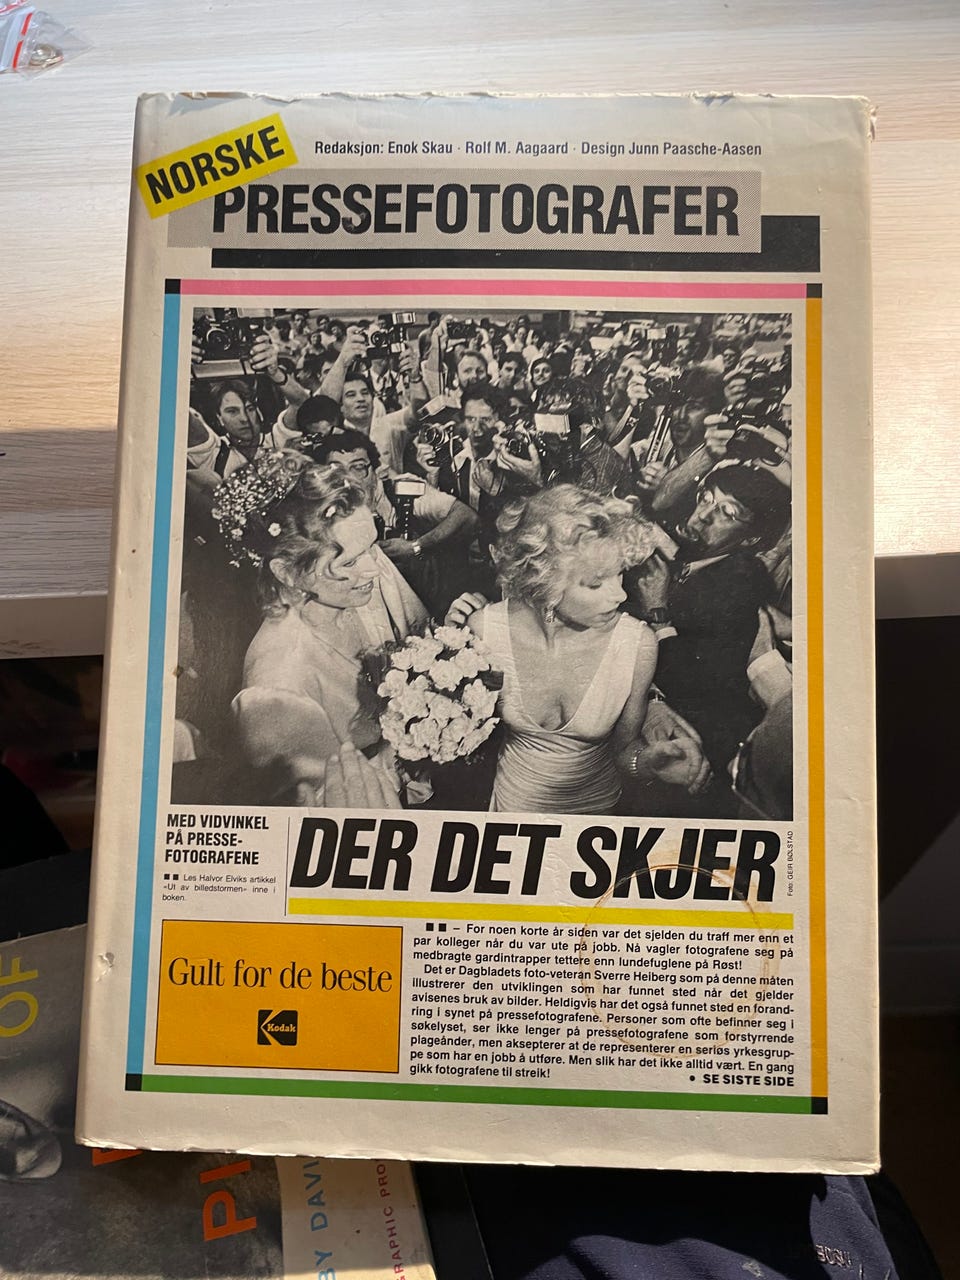 NORSKE
Redaksjon: Enok Skau · Rolf M. Aagaard · Design Junn Paasche-Aasen
PRESSEFOTOGRAFER
MED VIDVINKEL
PÅ PRESSE-
FOTOGRAFENE
■■ Les Halvor Elviks artikkel
«Ul av billedstormen» inne i
boken.
DER DET SKJER
Foto: GEIR BØLSTAD
Gult for de beste
Kodak
■■ – For noen korte år siden var det sjelden du traff mer enn et
par kolleger når du var ute på jobb. Nå vagler fotografene seg på
medbragte gardintrapper tettere enn lundefuglene på Røst!
Det er Dagbladets foto-veteran Sverre Heiberg som på denne måten
illustrerer den utviklingen som har funnet sted når det gjelder
avisenes bruk av bilder. Heldigvis har det også funnet sted en forand-
ring i synet på pressefotografene. Personer som ofte befinner seg i
søkelyset, ser ikke lenger på pressefotografene som forstyrrende
plageånder, men aksepterer at de representerer en seriøs yrkesgrup-
pe som har en jobb å utføre. Men slik har det ikke alltid vært. En gang
gikk fotografene til streik!
● SE SISTE SIDE
OF
BY DAVI
GRAPHIC PRO